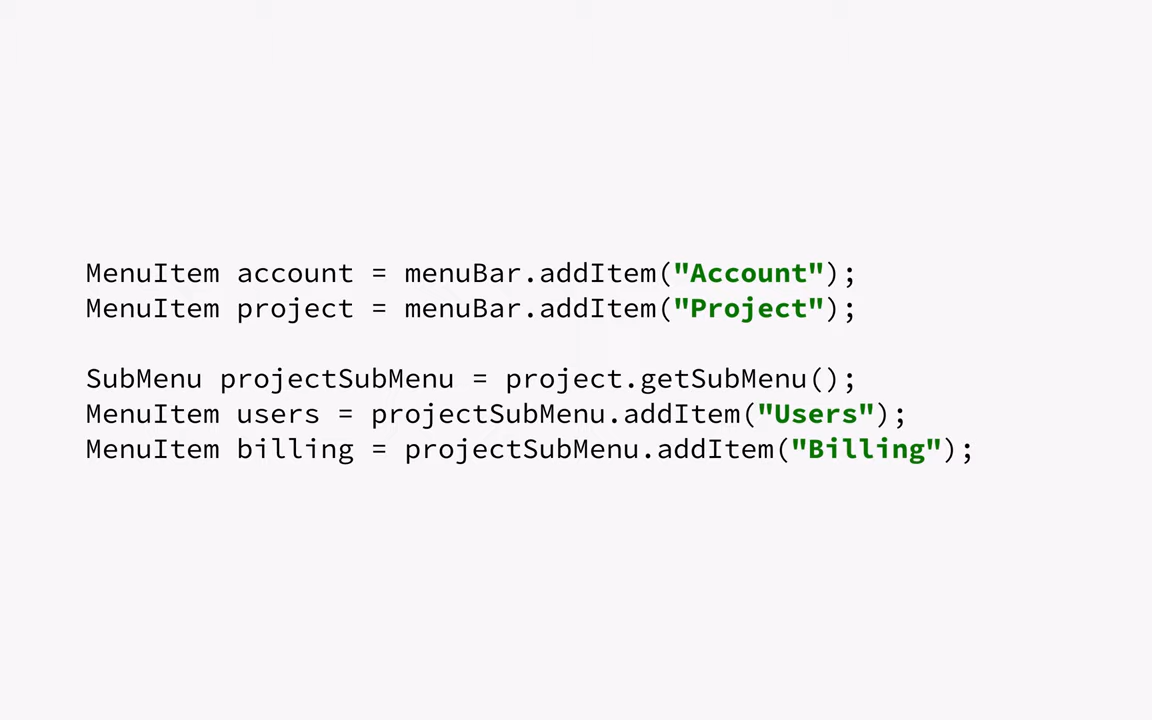 MenuItem account = menuBar.addItem("Account");
MenuItem project = menuBar.addItem("Project");
SubMenu projectSubMenu = project.getSubMenu();
MenuItem users = projectSubMenu.addItem("Users");
MenuItem billing = projectSubMenu.addItem("Billing");